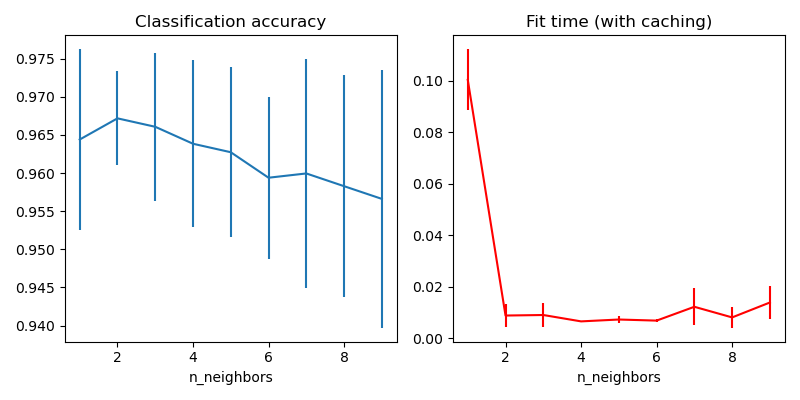 Classification accuracy
0.975
0.970
0.965
0.960
0.955
0.950
0.945
0.940
2 4 6 8
n_neighbors
Fit time (with caching)
0.10
0.08
0.06
0.04
0.02
0.00
2 4 6 8
n_neighbors